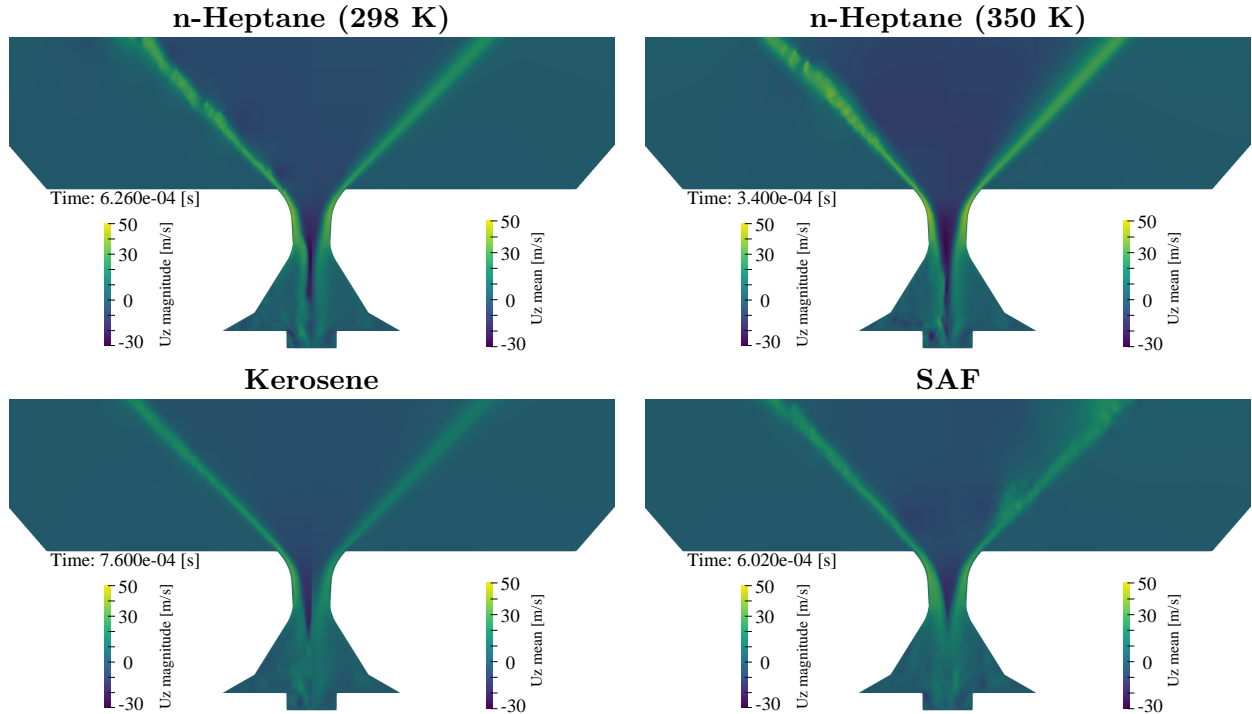 n-Heptane (298 K)
n-Heptane (350 K)
Time: 6.260e-04 [s]
50
30
0
-30
Uz magnitude [m/s]
50
30
0
-30
Uz mean [m/s]
Time: 3.400e-04 [s]
50
30
0
-30
Uz magnitude [m/s]
50
30
0
-30
Uz mean [m/s]
Kerosene
SAF
Time: 7.600e-04 [s]
50
30
0
-30
Uz magnitude [m/s]
50
30
0
-30
Uz mean [m/s]
Time: 6.020e-04 [s]
50
30
0
-30
Uz magnitude [m/s]
50
30
0
-30
Uz mean [m/s]